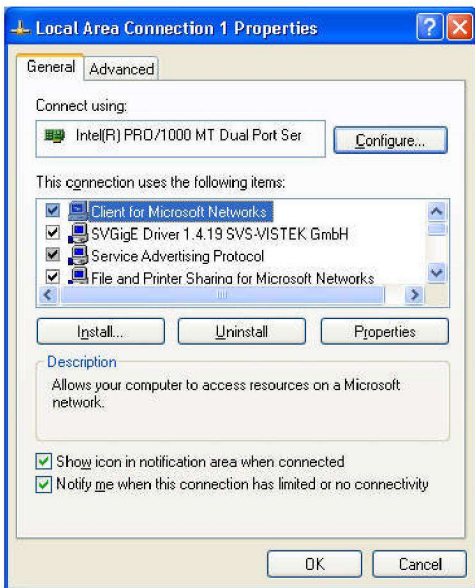 Local Area Connection 1 Properties
General Advanced
Connect using:
Intel(R) PRO/1000 MT Dual Port Ser
Configure...
This connection uses the following items:
Client for Microsoft Networks
SVGigE Driver 1.4.19 SVS-VISTEK GmbH
Service Advertising Protocol
File and Printer Sharing for Microsoft Networks
Install... Uninstall Properties
Description
Allows your computer to access resources on a Microsoft
network.
Show icon in notification area when connected
Notify me when this connection has limited or no connectivity
OK Cancel